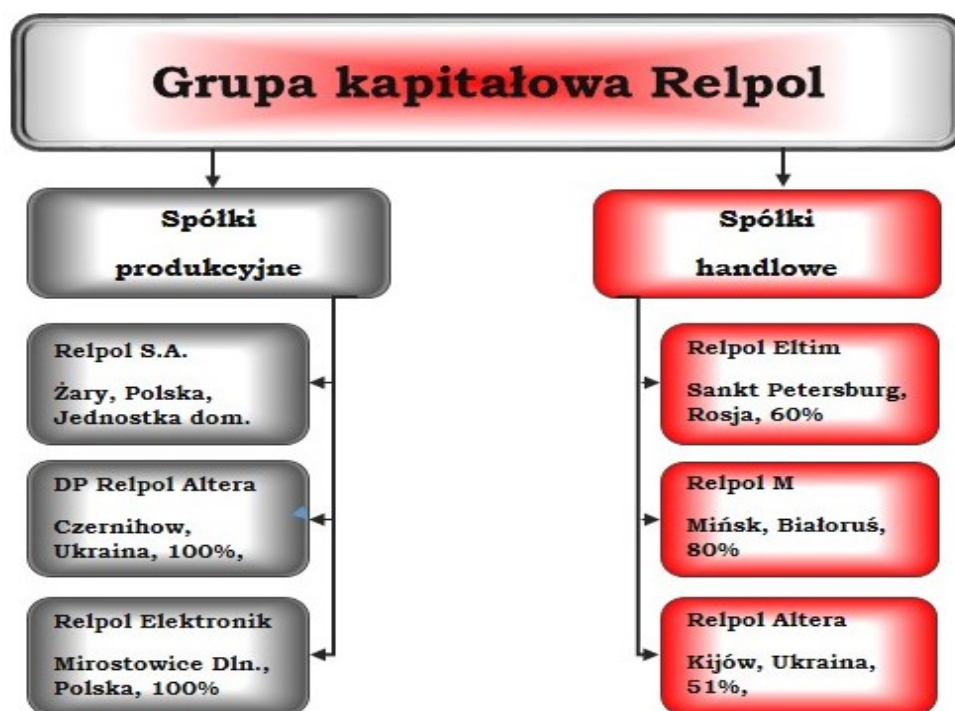 Grupa kapitałowa Relpol
Spółki
produkcyjne
Relpol S.A.
Żary, Polska,
Jednostka dom.
DP Relpol Altera
Czernihow,
Ukraina, 100%,
Relpol Elektronik
Mirostowice Dln.,
Polska, 100%
Spółki
handlowe
Relpol Eltim
Sankt Petersburg,
Rosja, 60%
Relpol M
Mińsk, Białoruś,
80%
Relpol Altera
Kijów, Ukraina,
51%,